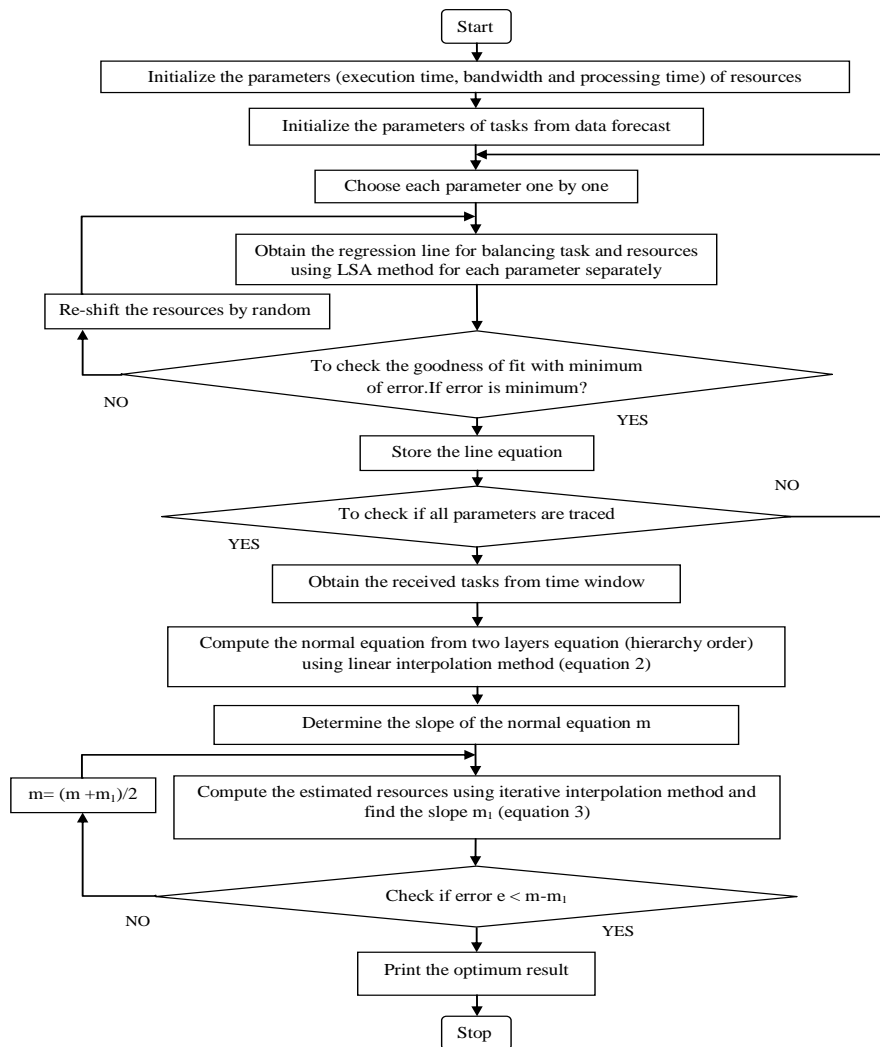 Start
Initialize the parameters (execution time, bandwidth and processing time) of resources
Initialize the parameters of tasks from data forecast
Choose each parameter one by one
Obtain the regression line for balancing task and resources
using LSA method for each parameter separately
Re-shift the resources by random
To check the goodness of fit with minimum
of error.If error is minimum?
NO
YES
Store the line equation
NO
To check if all parameters are traced
YES
Obtain the received tasks from time window
Compute the normal equation from two layers equation (hierarchy order)
using linear interpolation method (equation 2)
Determine the slope of the normal equation m
m= (m +m₁)/2
Compute the estimated resources using iterative interpolation method and
find the slope m₁ (equation 3)
Check if error e < m-m₁
NO
YES
Print the optimum result
Stop